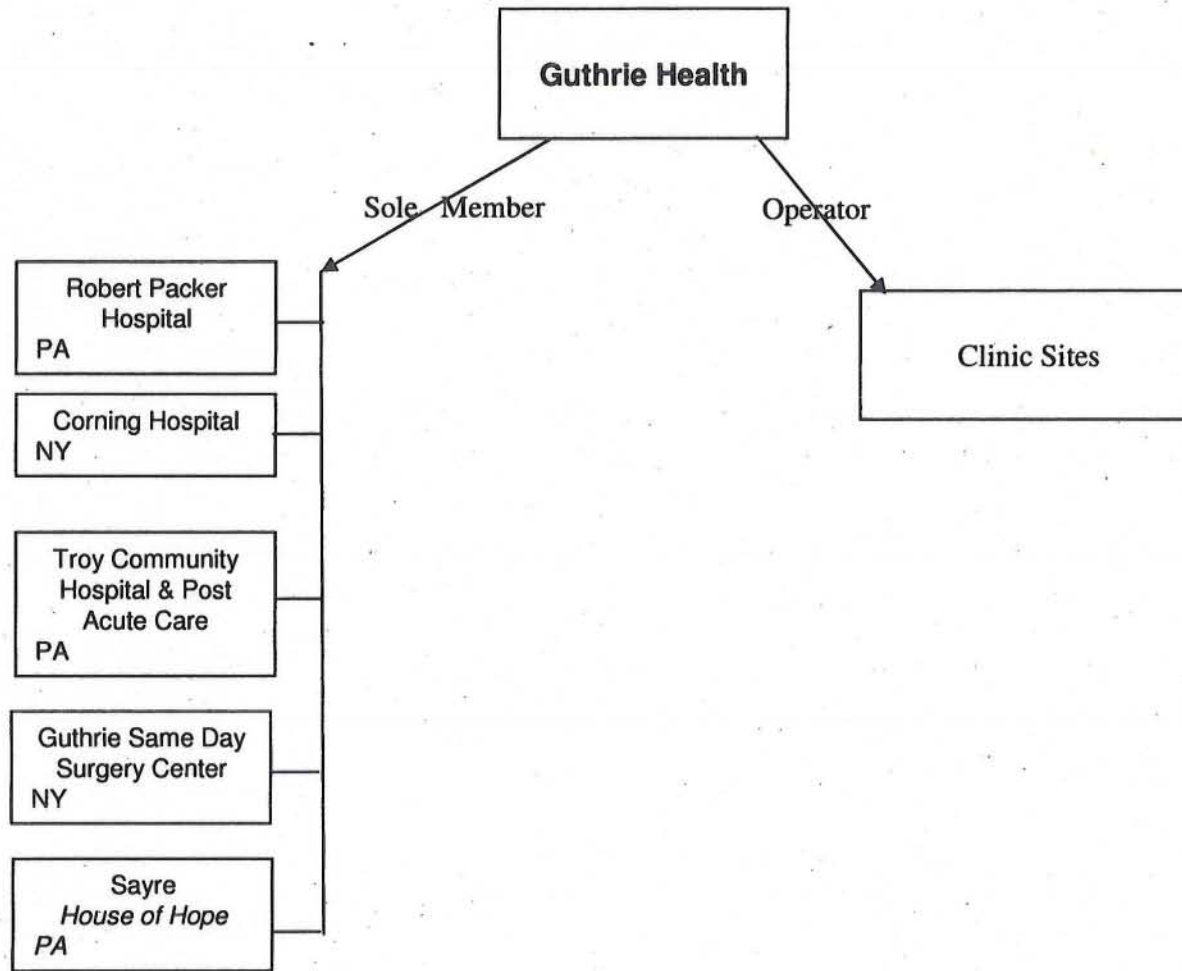 Guthrie Health
Sole Member
Operator
Robert Packer
Hospital
PA
Clinic Sites
Corning Hospital
NY
Troy Community
Hospital & Post
Acute Care
PA
Guthrie Same Day
Surgery Center
NY
Sayre
House of Hope
PA